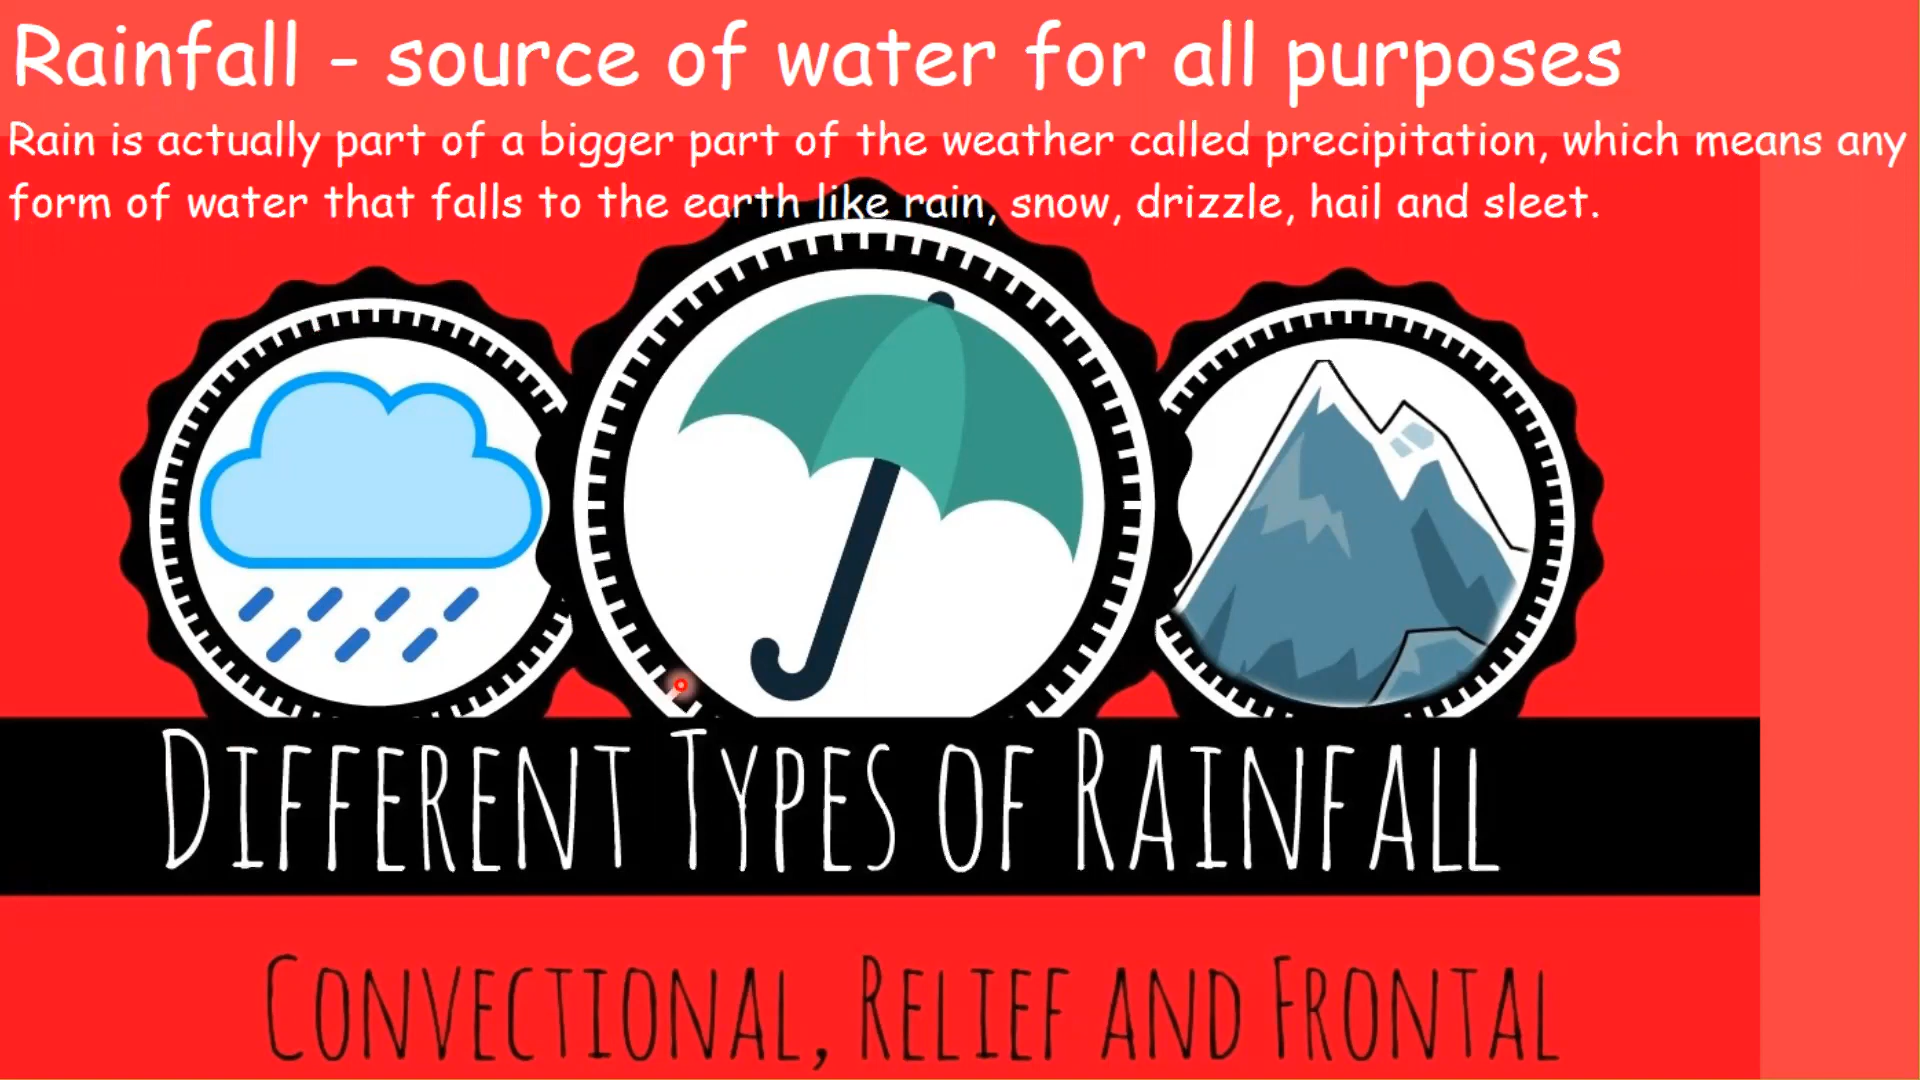 Rainfall - source of water for all purposes
Rain is actually part of a bigger part of the weather called precipitation, which means any
form of water that falls to the earth like rain, snow, drizzle, hail and sleet.
DIFFERENT TYPES OF RAINFALL
CONVECTIONAL, RELIEF AND FRONTAL